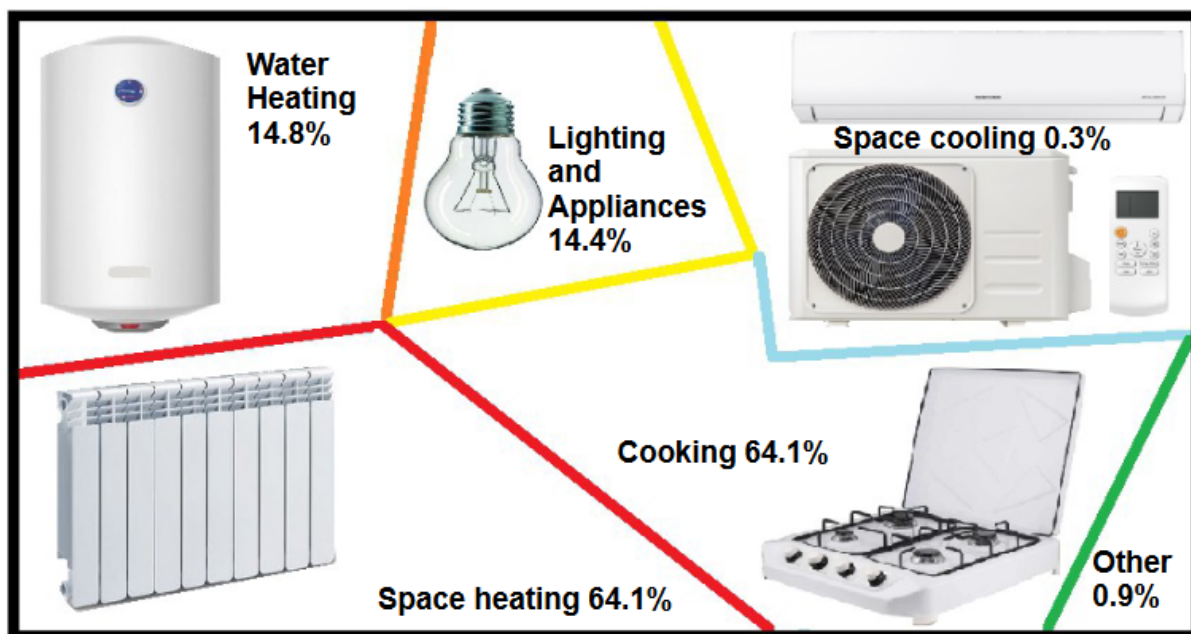 Water
Heating
14.8%
Lighting
and
Appliances
14.4%
Space cooling 0.3%
Cooking 64.1%
Space heating 64.1%
Other
0.9%